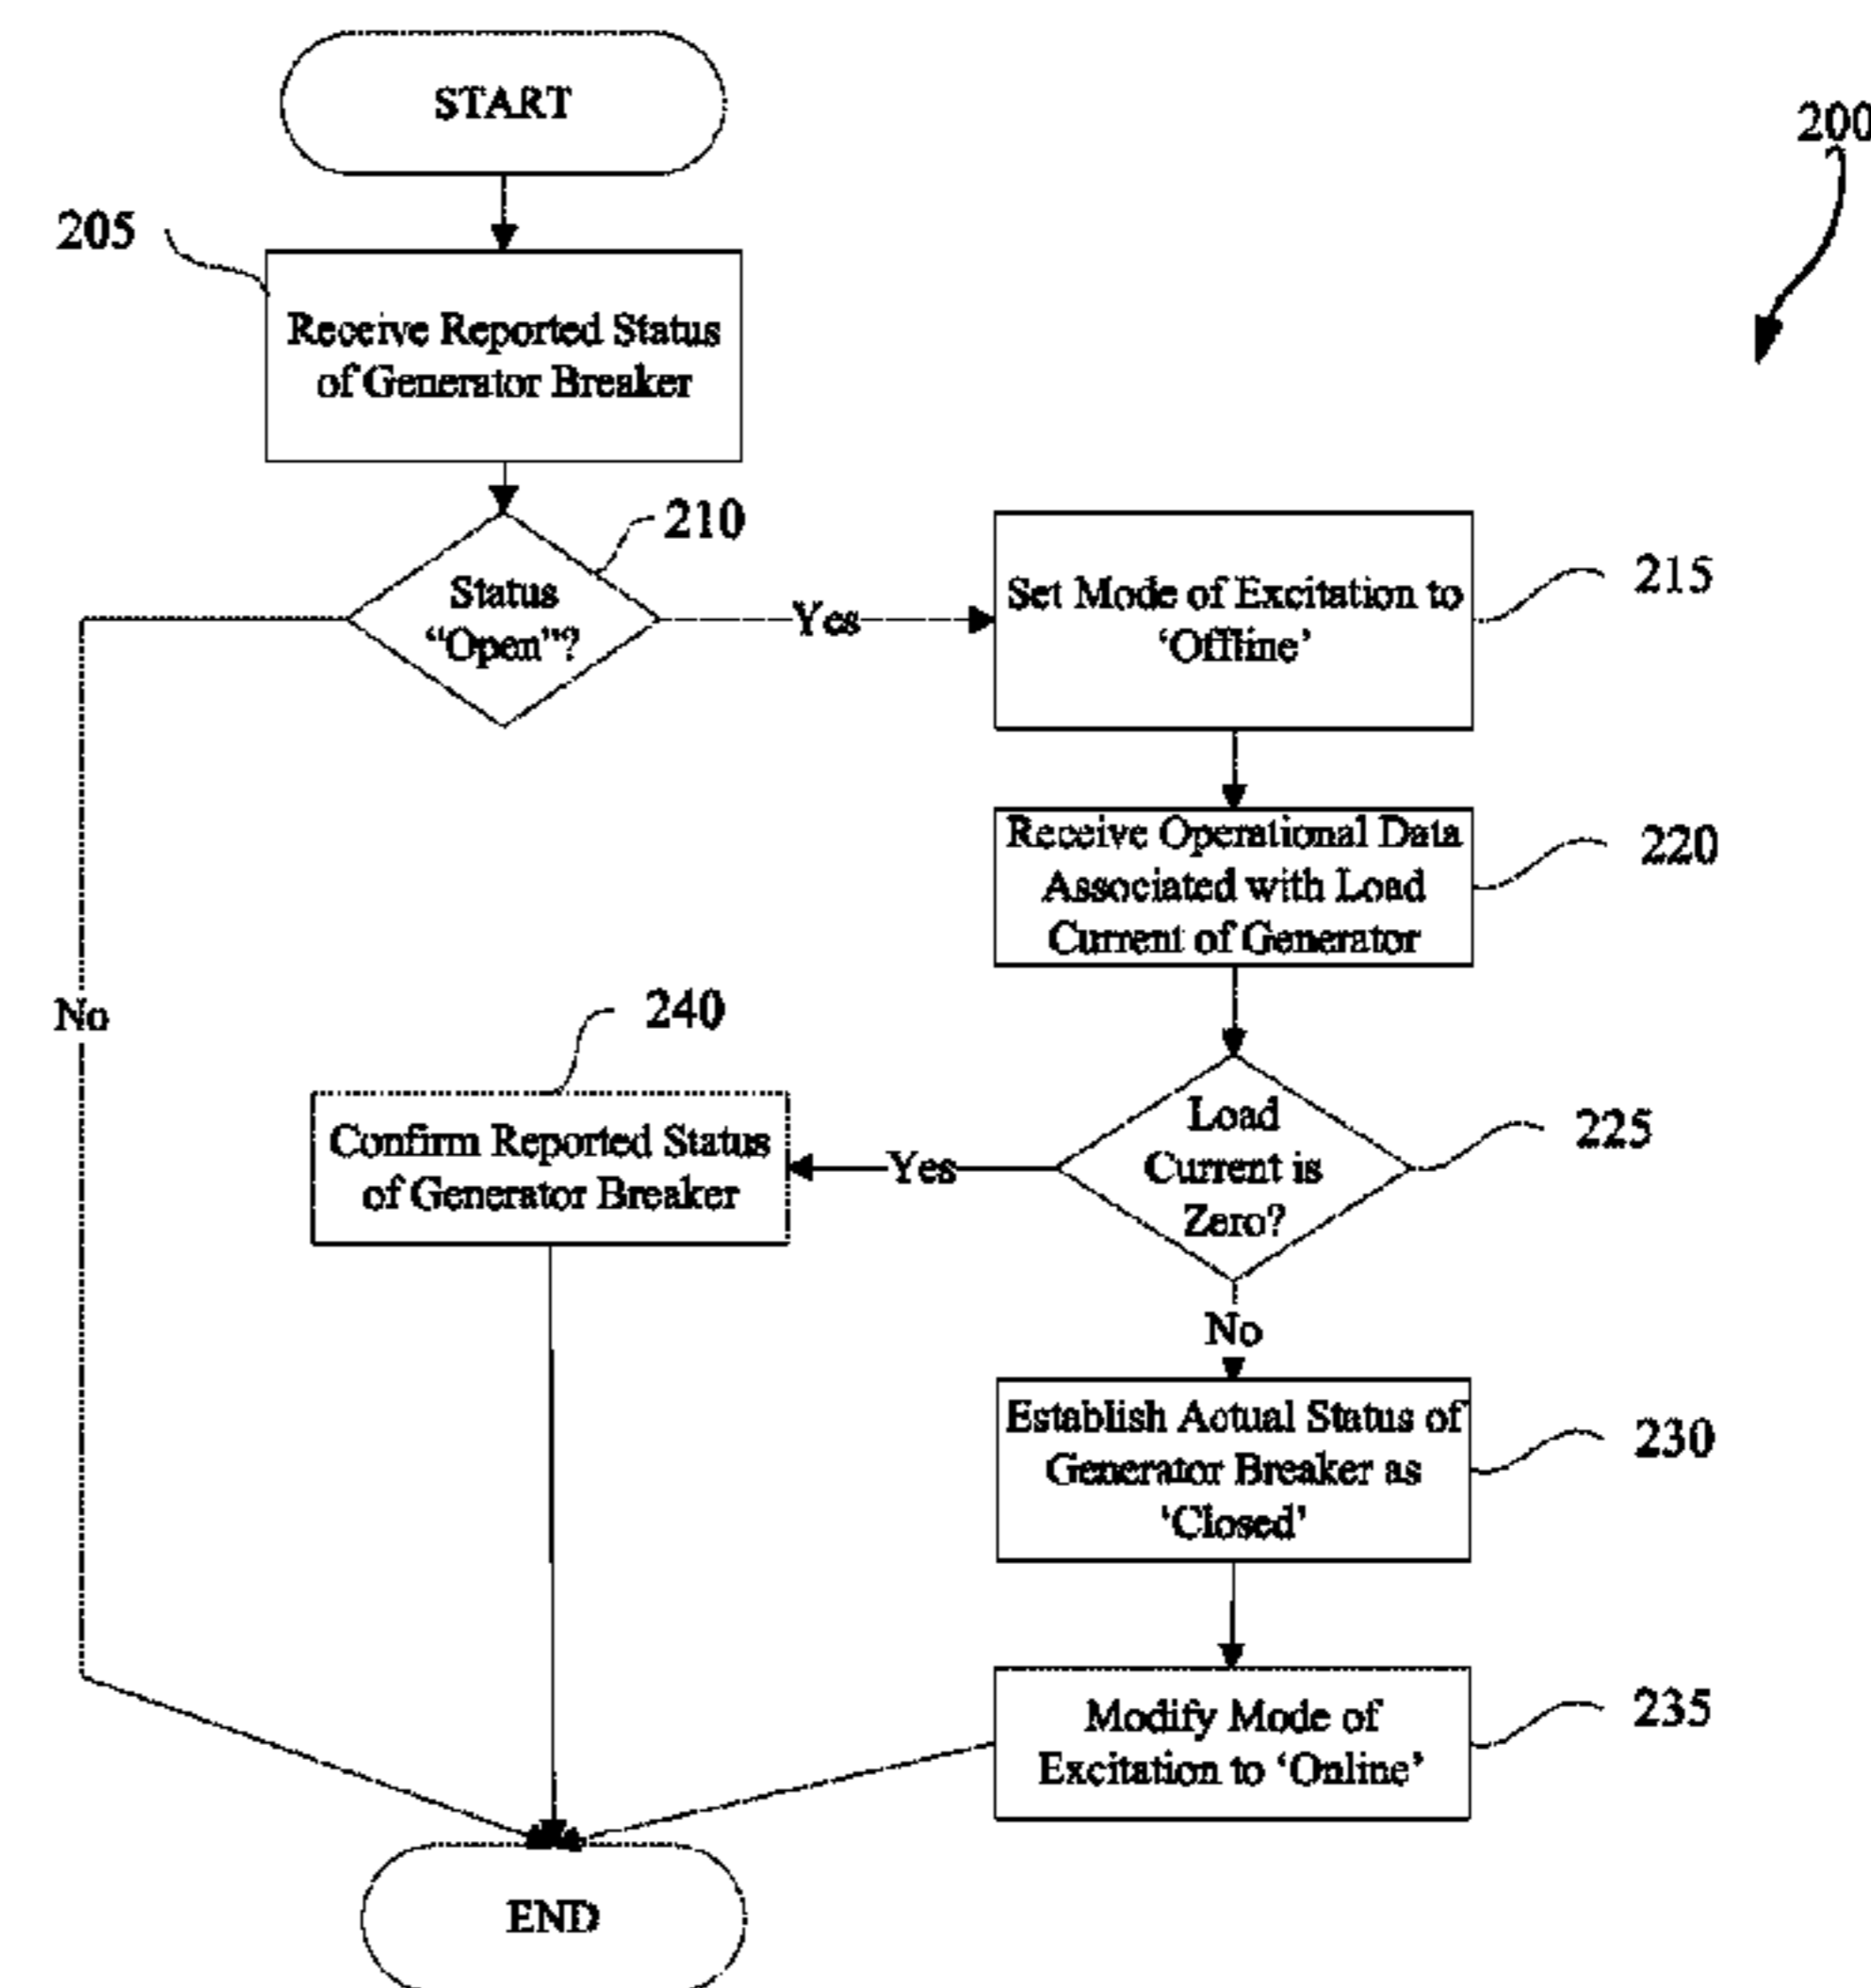 START
200
205
Receive Reported Status
of Generator Breaker
210
Status
“Open”?
Yes
Set Mode of Excitation to
‘Offline’
215
Receive Operational Data
Associated with Load
Current of Generator
220
No
240
Confirm Reported Status
of Generator Breaker
Yes
Load
Current is
Zero?
225
No
Establish Actual Status of
Generator Breaker as
‘Closed’
230
Modify Mode of
Excitation to ‘Online’
235
END